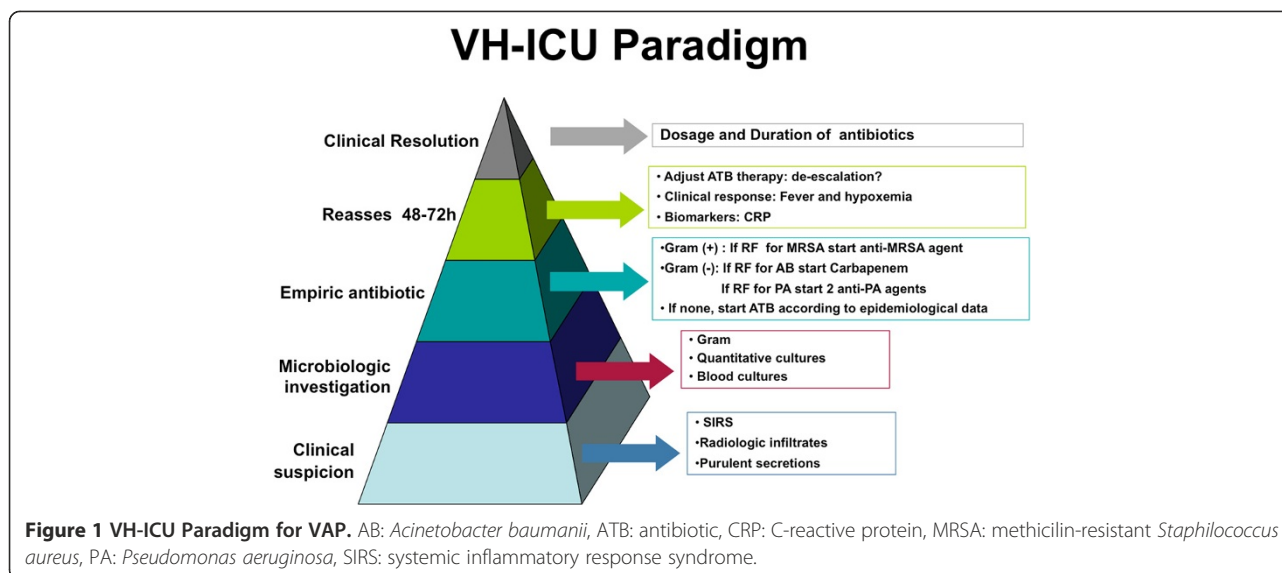 VH-ICU Paradigm
Clinical Resolution
Dosage and Duration of antibiotics
Reasses 48-72h
• Adjust ATB therapy: de-escalation?
• Clinical response: Fever and hypoxemia
• Biomarkers: CRP
Empiric antibiotic
•Gram (+) : If RF for MRSA start anti-MRSA agent
•Gram (-): If RF for AB start Carbapenem
If RF for PA start 2 anti-PA agents
• If none, start ATB according to epidemiological data
Microbiologic
investigation
• Gram
• Quantitative cultures
• Blood cultures
Clinical
suspicion
• SIRS
•Radiologic infiltrates
•Purulent secretions
Figure 1 VH-ICU Paradigm for VAP. AB: Acinetobacter baumanii, ATB: antibiotic, CRP: C-reactive protein, MRSA: methicilin-resistant Staphilococcus
aureus, PA: Pseudomonas aeruginosa, SIRS: systemic inflammatory response syndrome.